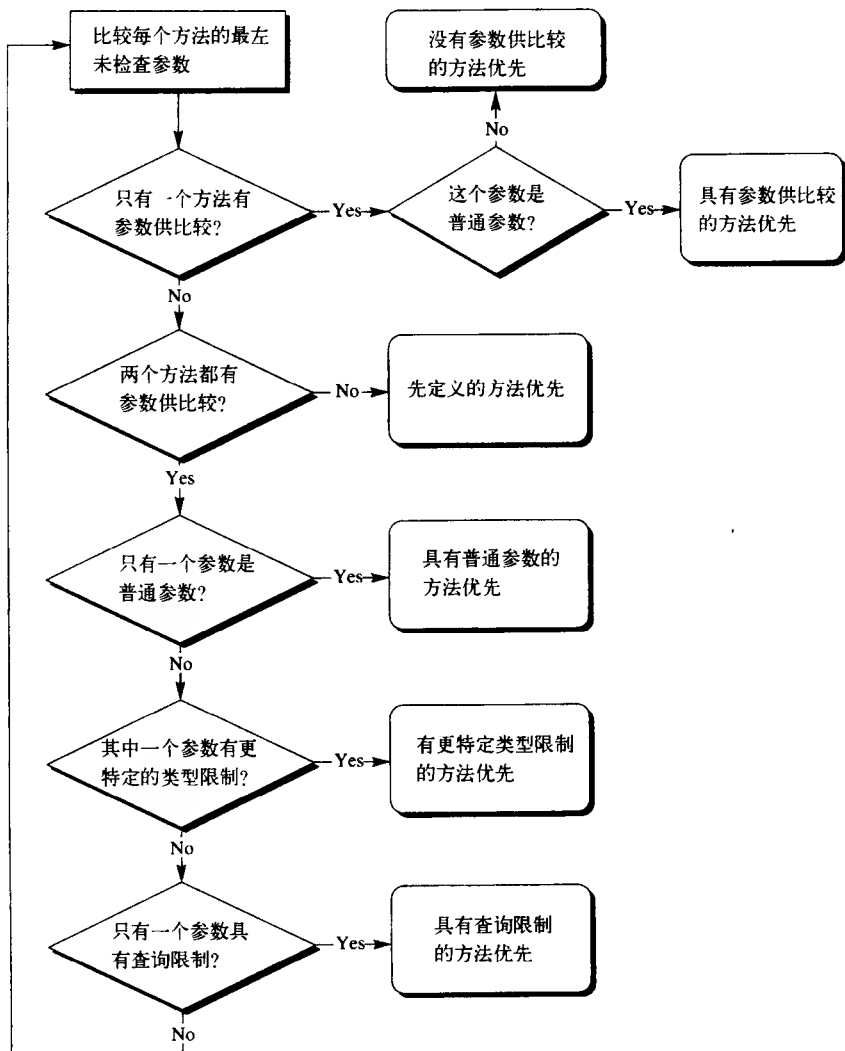 比较每个方法的最左
未检查参数
没有参数供比较
的方法优先
No
只有一个方法有
参数供比较?
Yes
这个参数是
普通参数?
Yes
具有参数供比较
的方法优先
No
两个方法都有
参数供比较?
No
先定义的方法优先
Yes
只有一个参数是
普通参数?
Yes
具有普通参数的
方法优先
No
其中一个参数有更
特定的类型限制?
Yes
有更特定类型限制
的方法优先
No
只有一个参数具
有查询限制?
Yes
具有查询限制
的方法优先
No